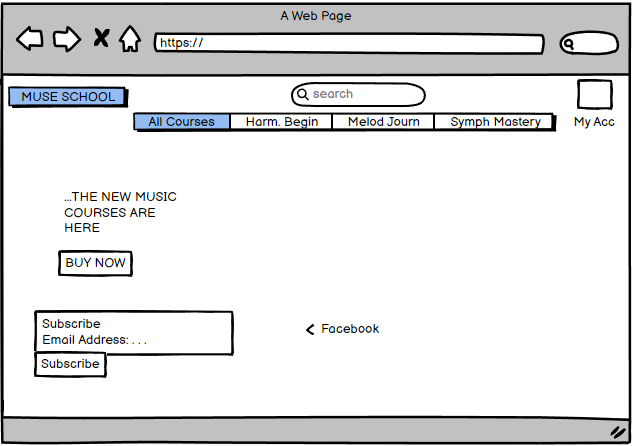 A Web Page
https://
MUSE SCHOOL
search
My Acc
All Courses
Harm. Begin
Melod Journ
Symph Mastery
...THE NEW MUSIC
COURSES ARE
HERE
BUY NOW
Subscribe
Email Address: . . .
Subscribe
Facebook